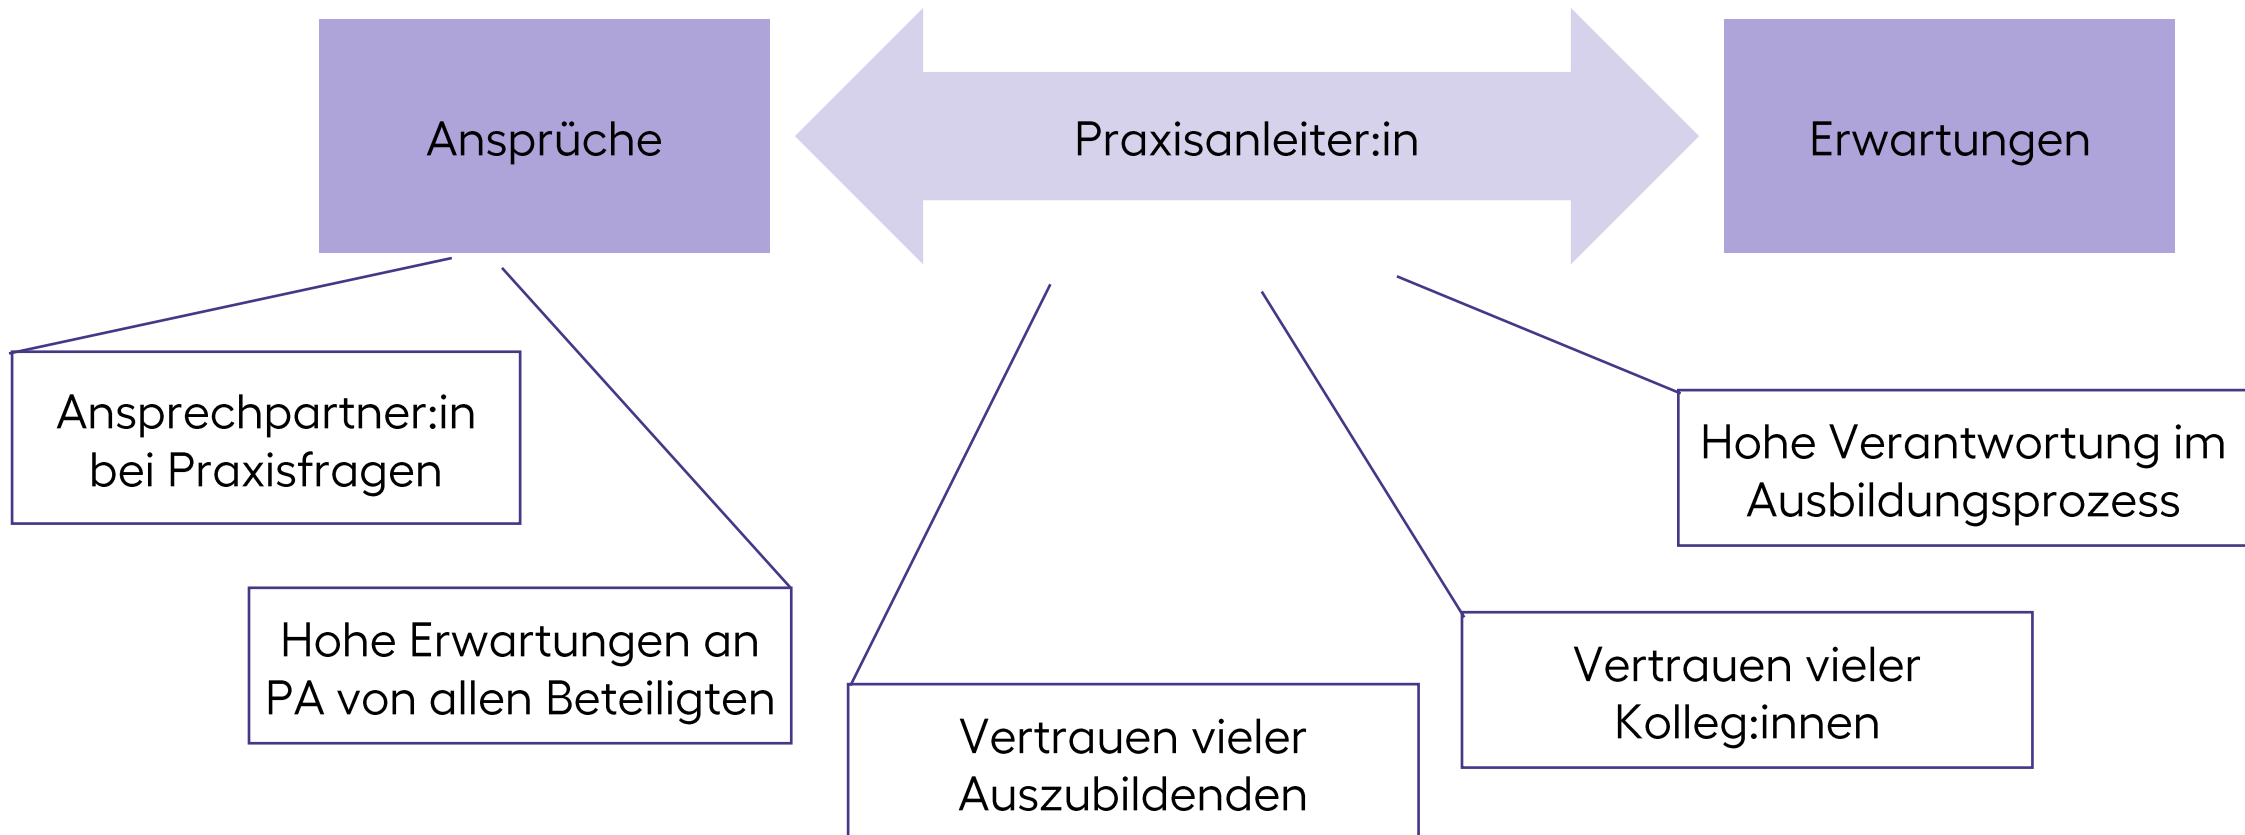 Ansprüche
Praxisanleiter:in
Erwartungen
Ansprechpartner:in
bei Praxisfragen
Hohe Erwartungen an
PA von allen Beteiligten
Vertrauen vieler
Auszubildenden
Vertrauen vieler
Kolleg:innen
Hohe Verantwortung im
Ausbildungsprozess